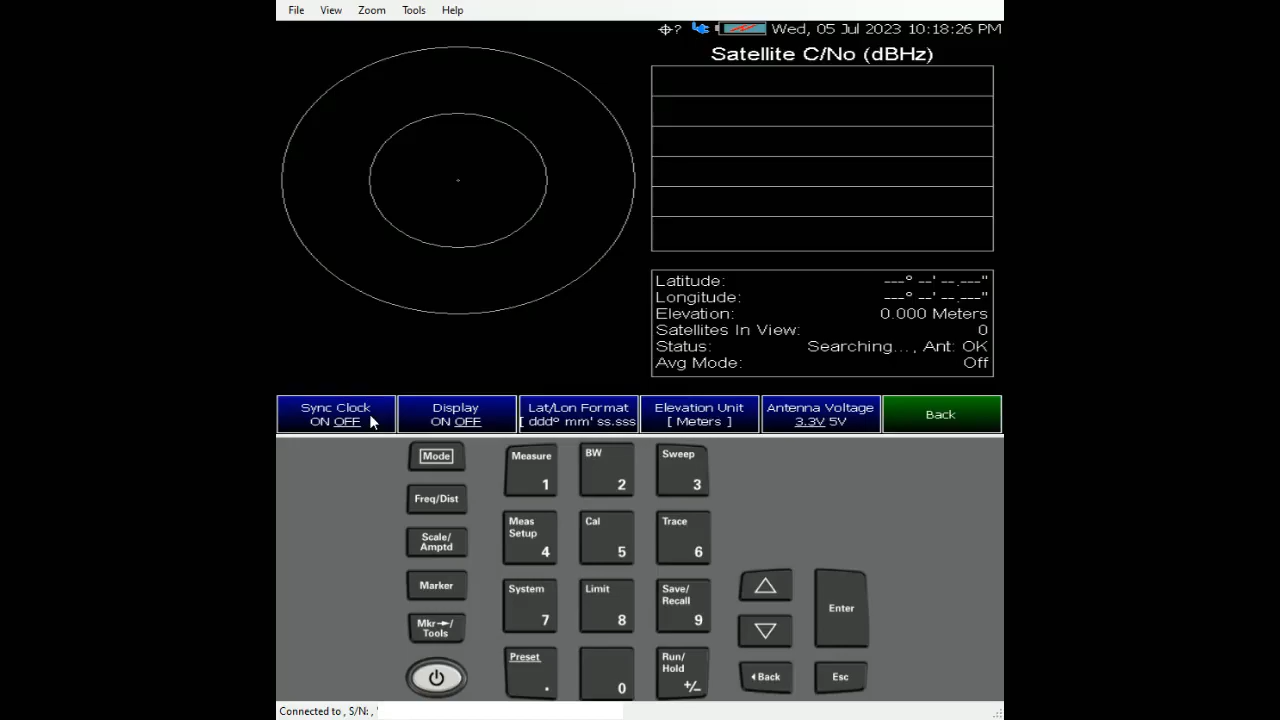 File View Zoom Tools Help
? Wed, 05 Jul 2023 10:18:26 PM
Satellite C/No (dBHz)
Latitude: ---° --' --.---"
Longitude: ---° --' --.---"
Elevation: 0.000 Meters
Satellites In View: 0
Status: Searching..., Ant: OK
Avg Mode: Off
Sync Clock Display Lat/Lon Format Elevation Unit Antenna Voltage Back
ON OFF ON OFF [ ddd° mm' ss.sss [ Meters ] 3.3V 5V
Mode Measure 1 BW 2 Sweep 3
Freq/Dist
Scale/
Amptd
Meas
Setup 4
Cal 5
Trace 6
Marker
System 7
Limit 8
Save/
Recall 9
Enter
Mkr→/
Tools
Preset .
0
Run/
Hold +/-
Back
Esc
Connected to , S/N: , '